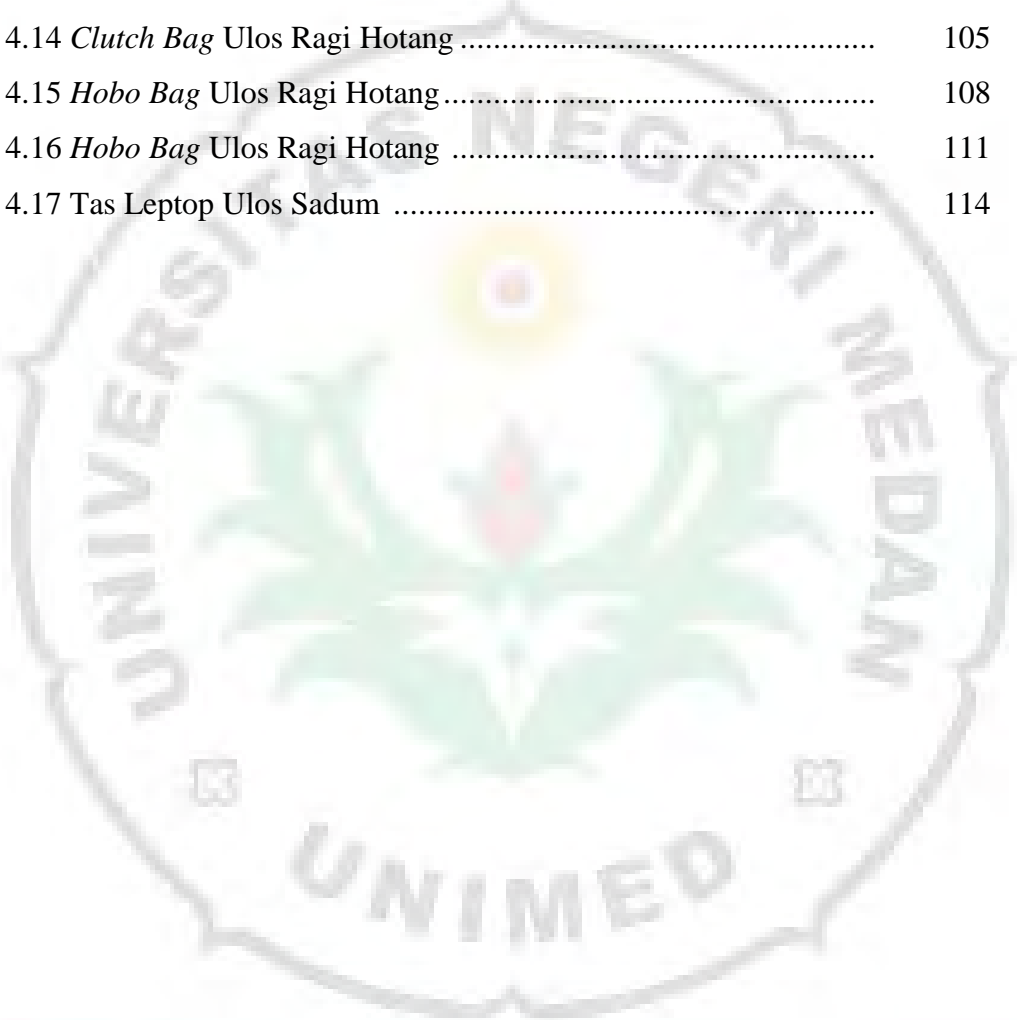 4.14 Clutch Bag Ulos Ragi Hotang ................................................ 105
4.15 Hobo Bag Ulos Ragi Hotang .................................................. 108
4.16 Hobo Bag Ulos Ragi Hotang ................................................. 111
4.17 Tas Leptop Ulos Sadum ........................................................ 114
UNIVERSITAS NEGERI MEDAN
UNIMED